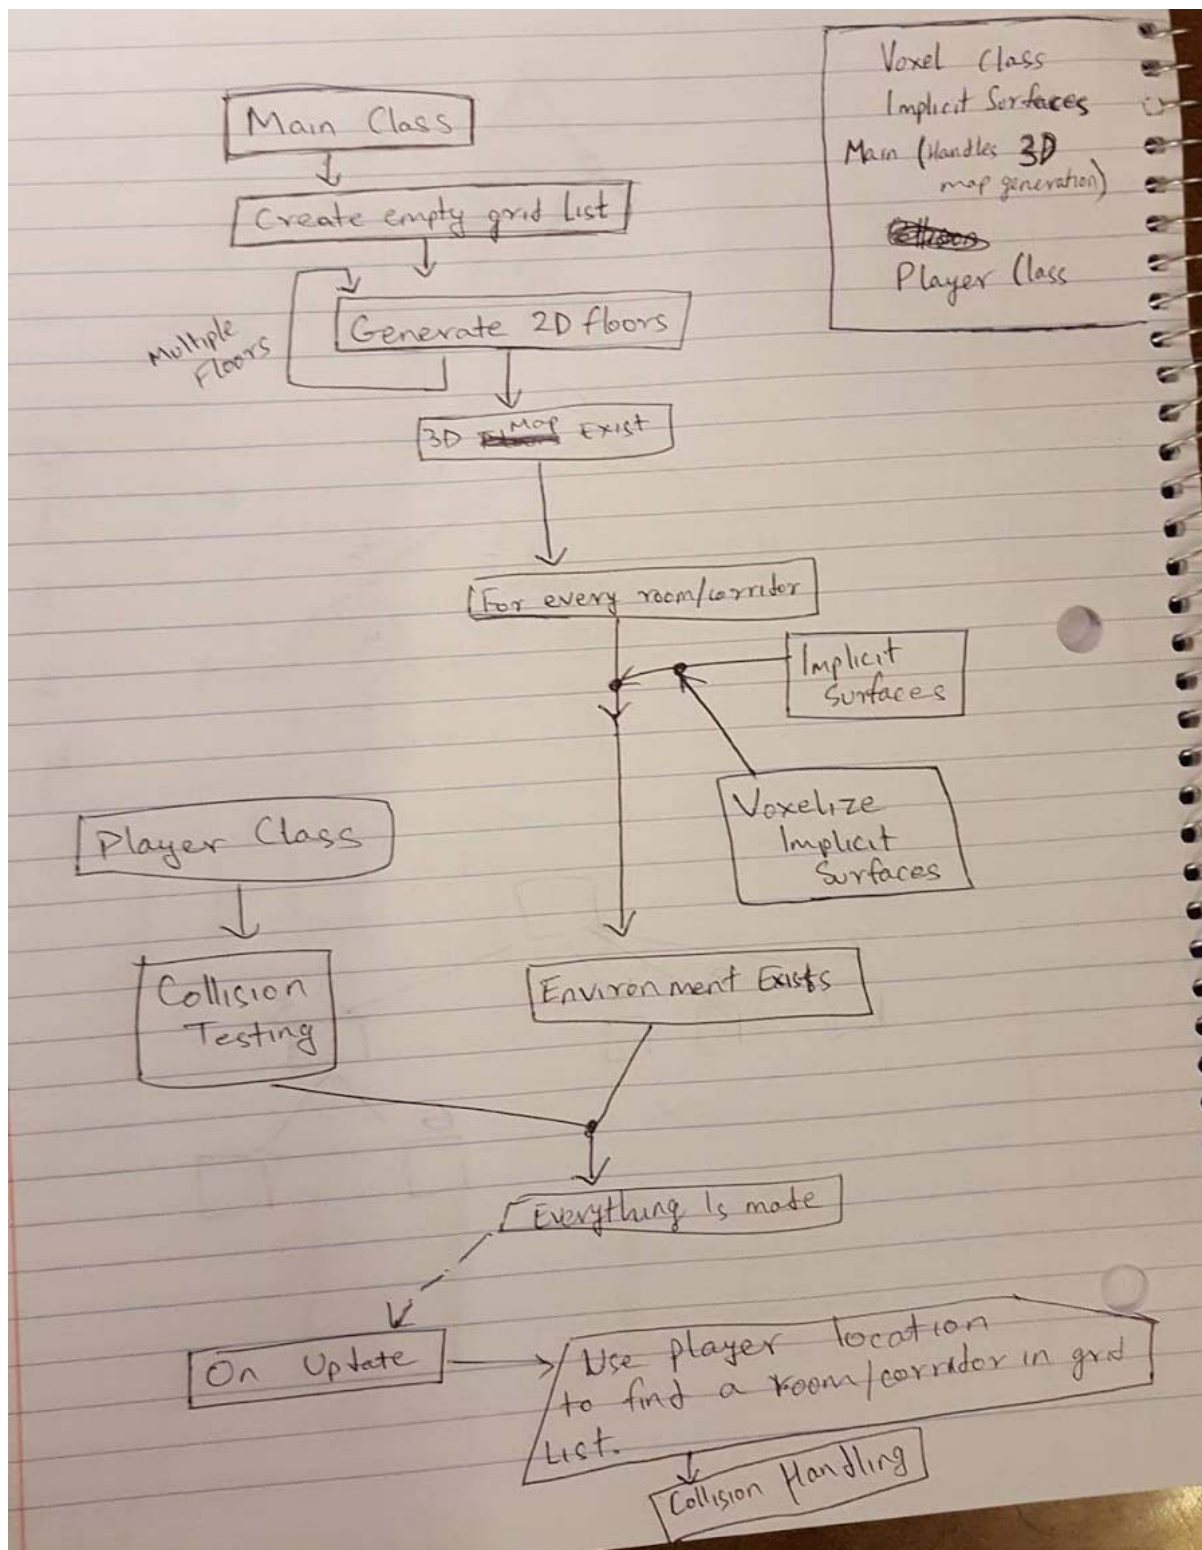 Voxel Class
Implicit Surfaces
Main (Handles 3D
map generation)
Player Class
Main Class
Create empty grid list
Multiple
Floors
Generate 2D floors
3D Map Exist
For every room/corridor
Implicit
Surfaces
Voxelize
Implicit
Surfaces
Player Class
Collision
Testing
Environment Exists
Everything Is made
On Update
Use player location
to find a room/corridor in grid
List.
Collision Handling